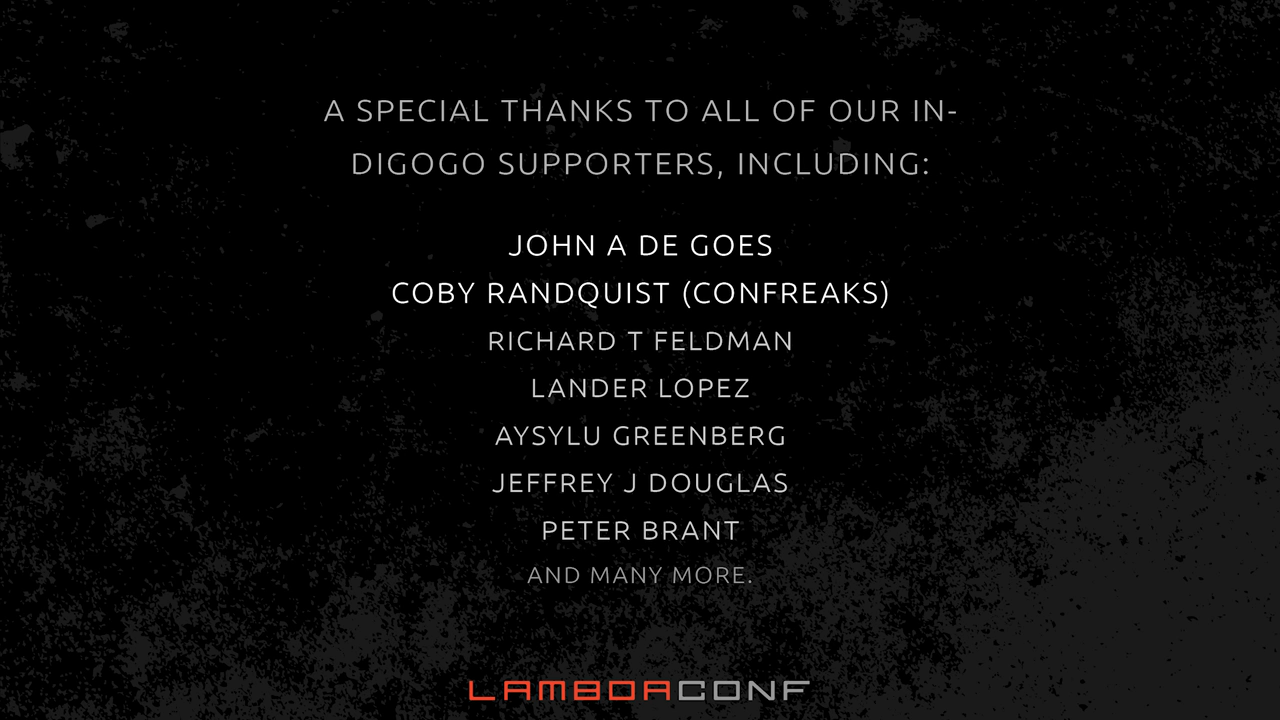 A SPECIAL THANKS TO ALL OF OUR IN-
DIGOGO SUPPORTERS, INCLUDING:
JOHN A DE GOES
COBY RANDQUIST (CONFREAKS)
RICHARD T FELDMAN
LANDER LOPEZ
AYSYLU GREENBERG
JEFFREY J DOUGLAS
PETER BRANT
AND MANY MORE.
LAMBDACONF